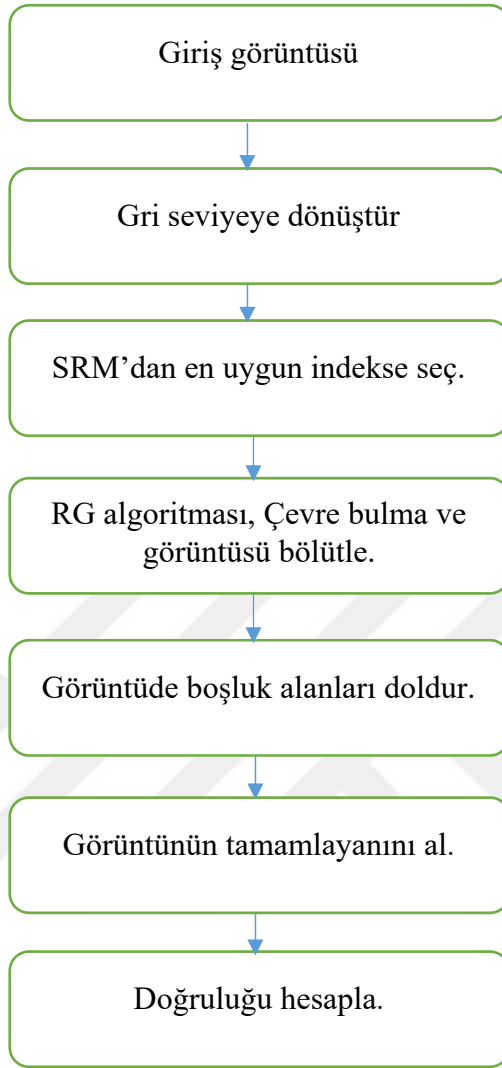 Giriş görüntüsü
Gri seviyeye dönüştür
SRM’dan en uygun indekse seç.
RG algoritması, Çevre bulma ve
görüntüsü bölütle.
Görüntüde boşluk alanları doldur.
Görüntünün tamamlayanını al.
Doğruluğu hesapla.